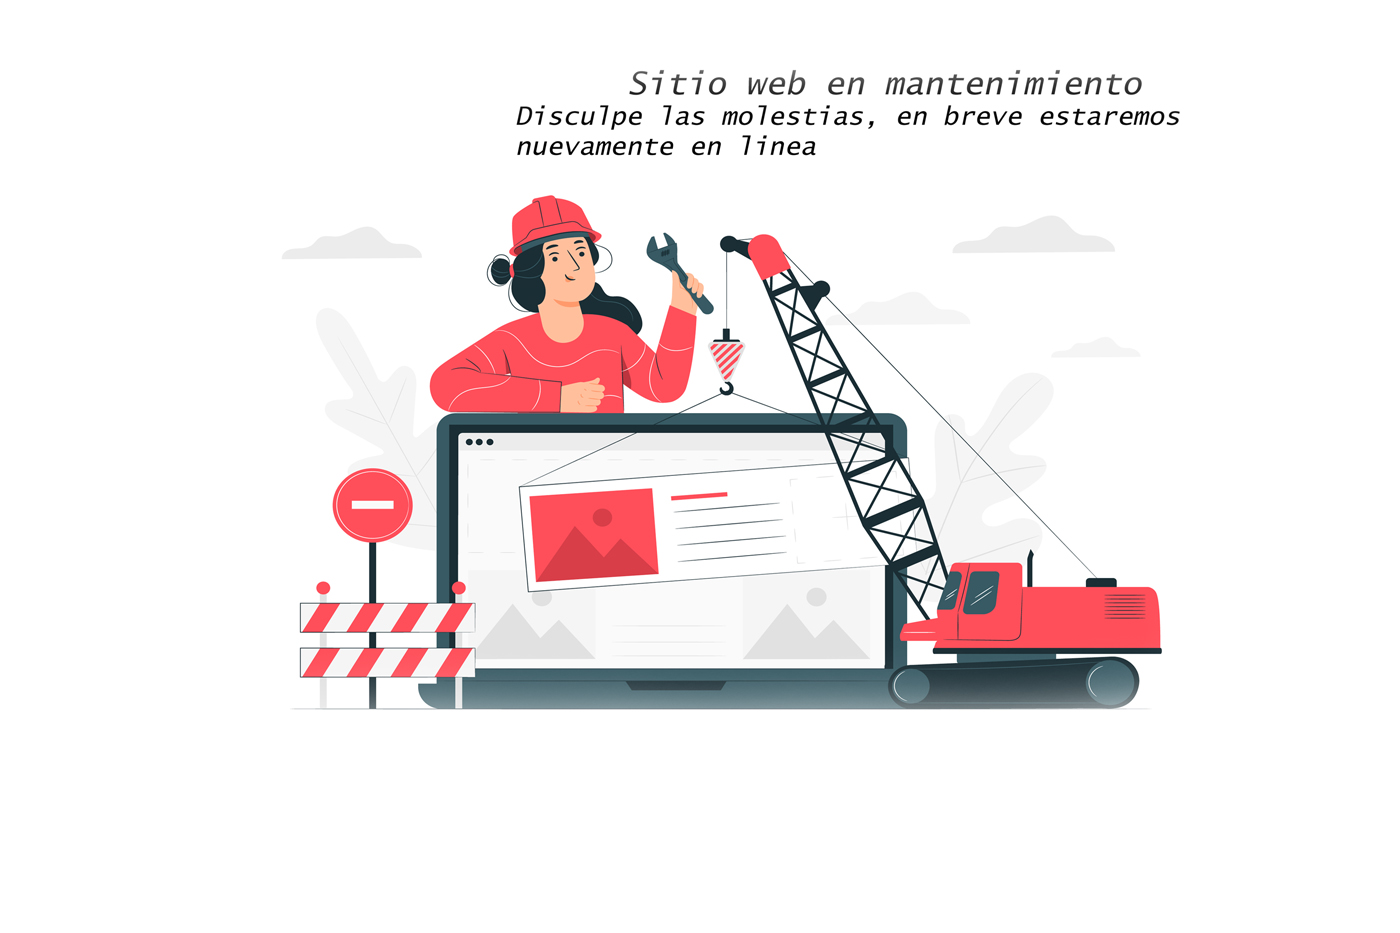 Sitio web en mantenimiento
Disculpe las molestias, en breve estaremos
nuevamente en linea